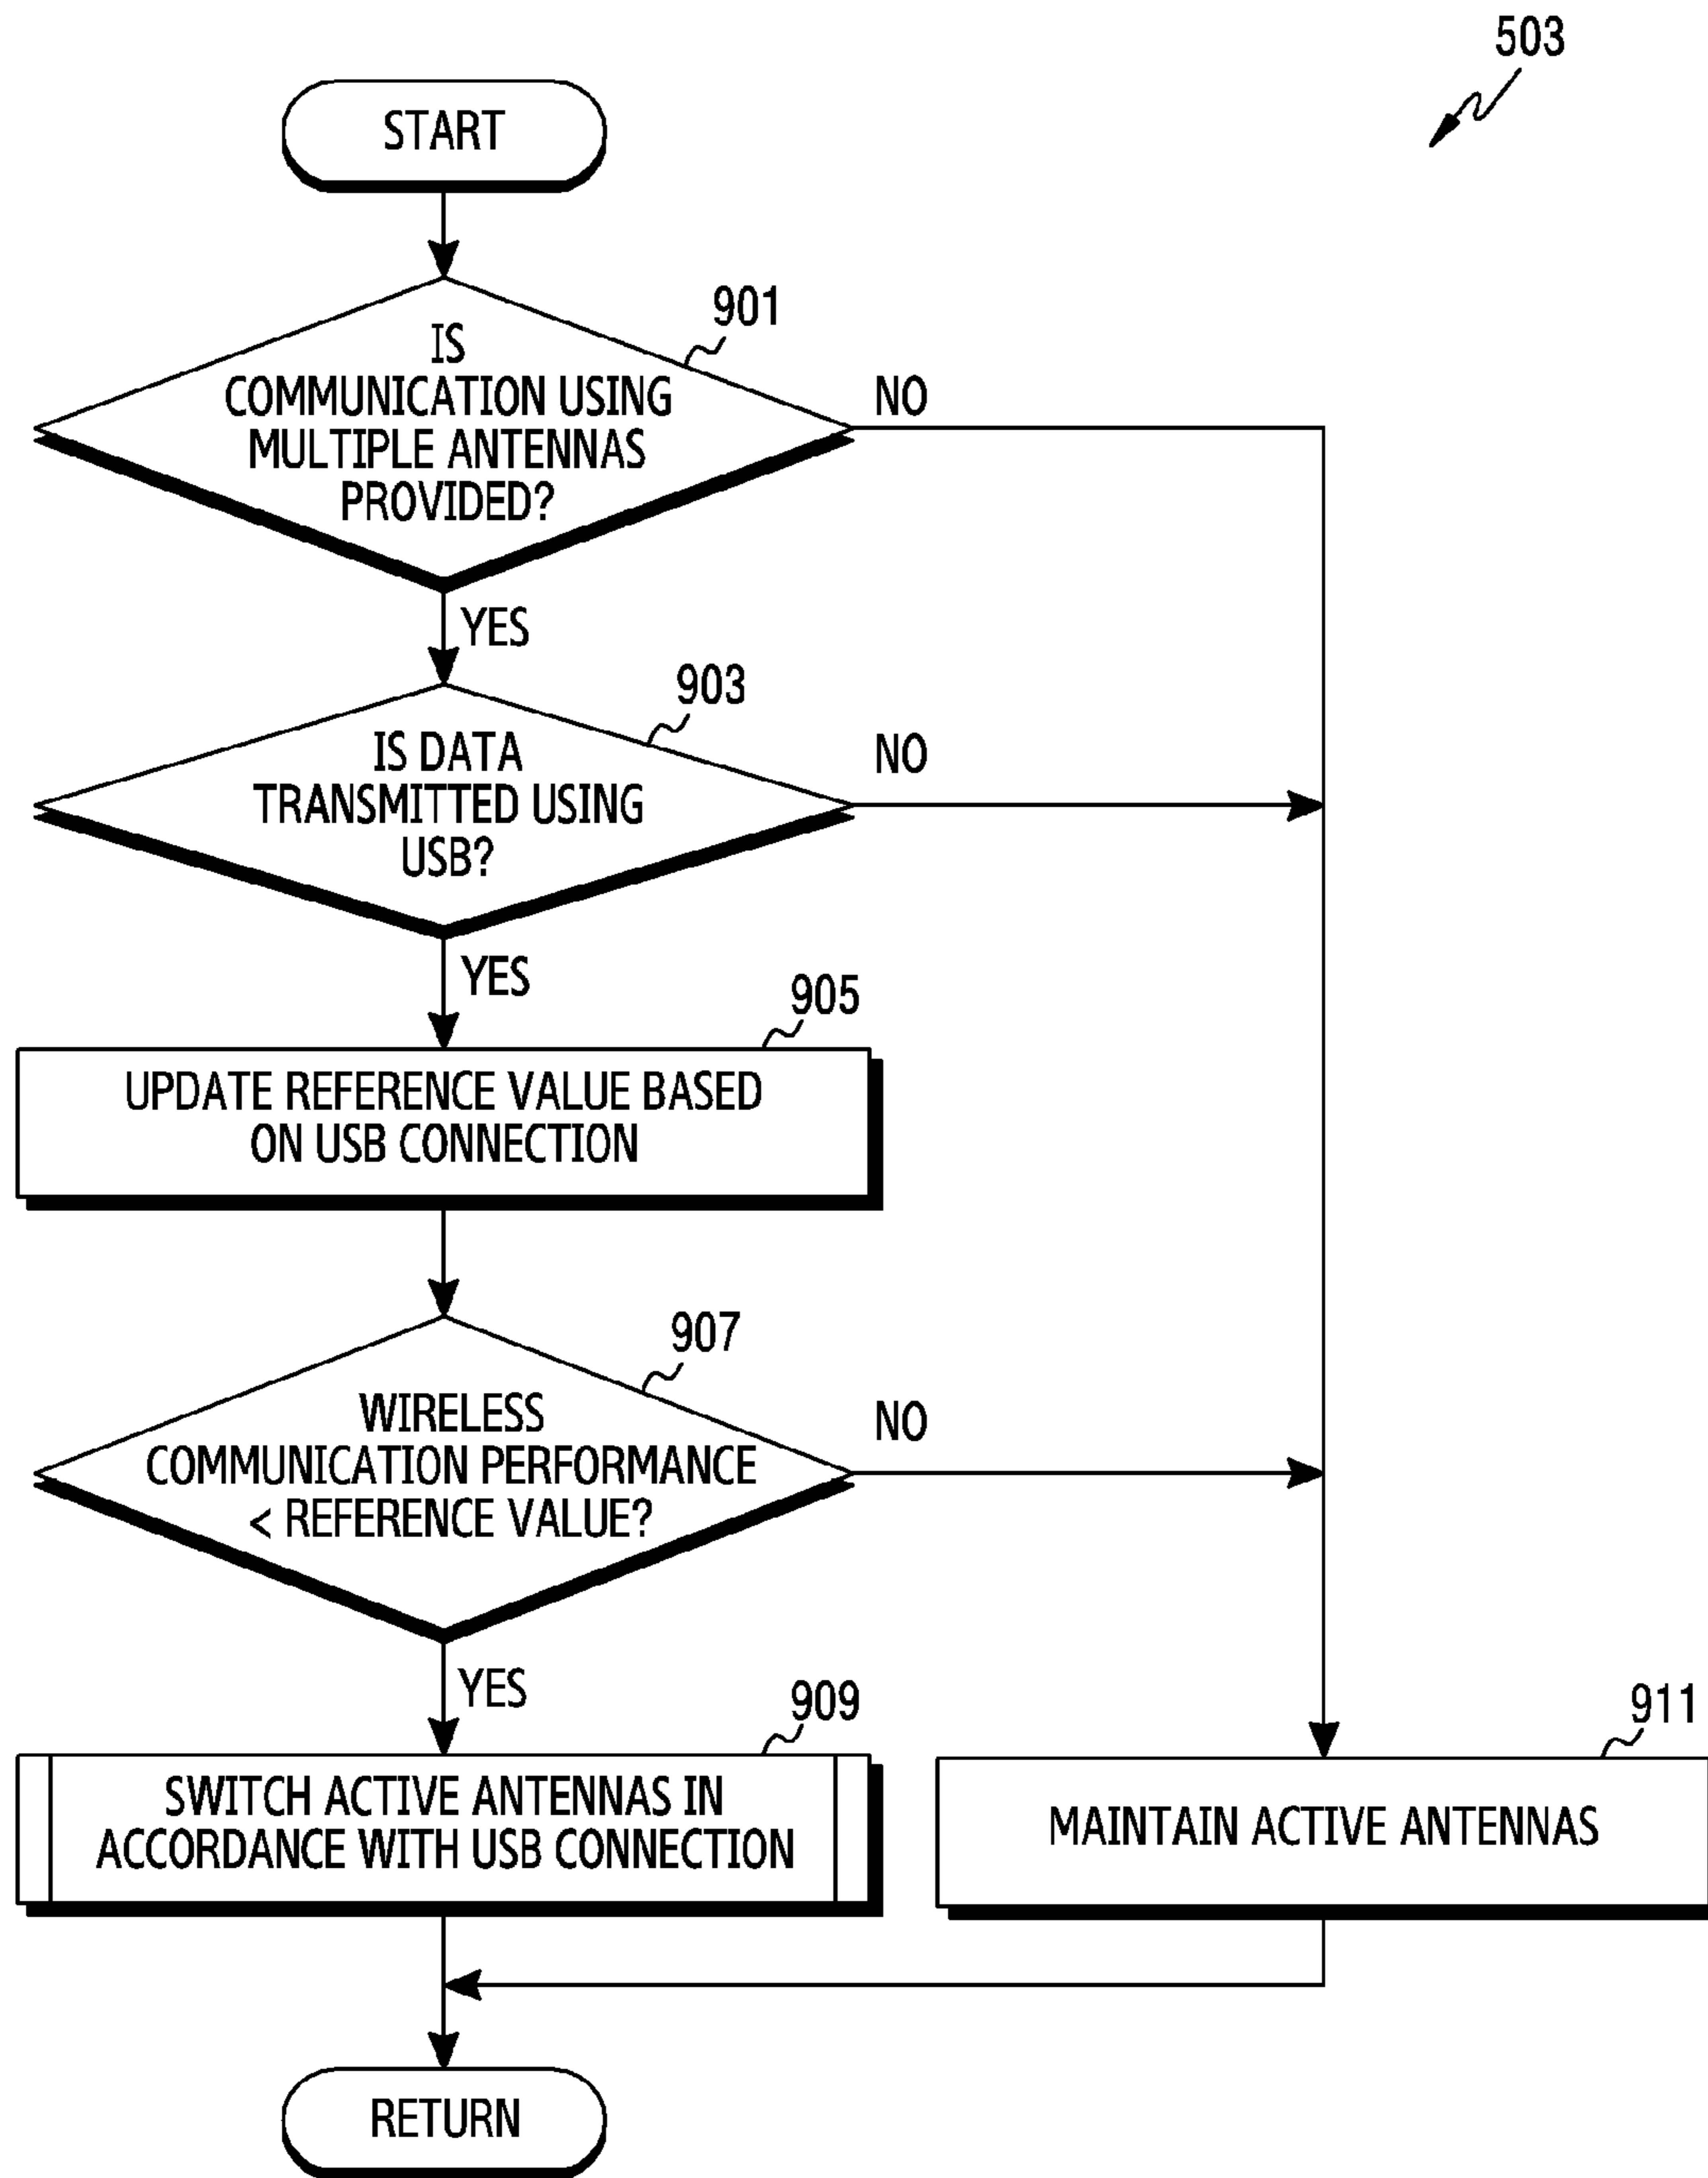 503
START
901
IS
COMMUNICATION USING
MULTIPLE ANTENNAS
PROVIDED?
NO
YES
903
IS DATA
TRANSMITTED USING
USB?
NO
YES
905
UPDATE REFERENCE VALUE BASED
ON USB CONNECTION
907
WIRELESS
COMMUNICATION PERFORMANCE
< REFERENCE VALUE?
NO
YES
909
SWITCH ACTIVE ANTENNAS IN
ACCORDANCE WITH USB CONNECTION
911
MAINTAIN ACTIVE ANTENNAS
RETURN